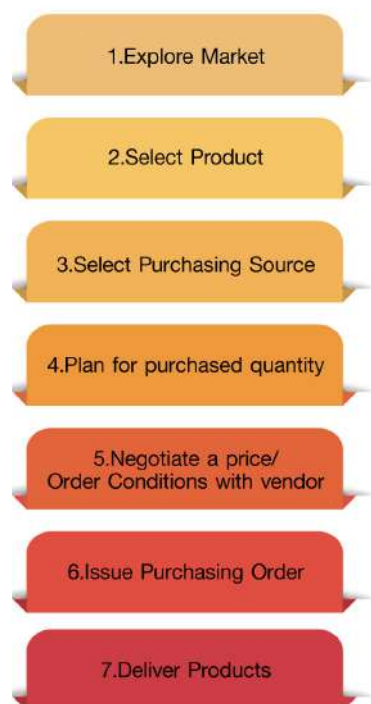 1.Explore Market
2.Select Product
3.Select Purchasing Source
4.Plan for purchased quantity
5.Negotiate a price/
Order Conditions with vendor
6.Issue Purchasing Order
7.Deliver Products